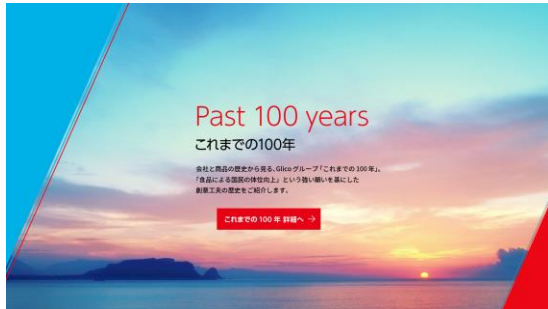 Past 100 years
これまでの100年
会社と商品の歴史から見る、Glicoグループ「これまでの100年」。
「食品による国民の体位向上」という強い願いを基にした
創意工夫の歴史をご紹介します。
これまでの100年 詳細へ →